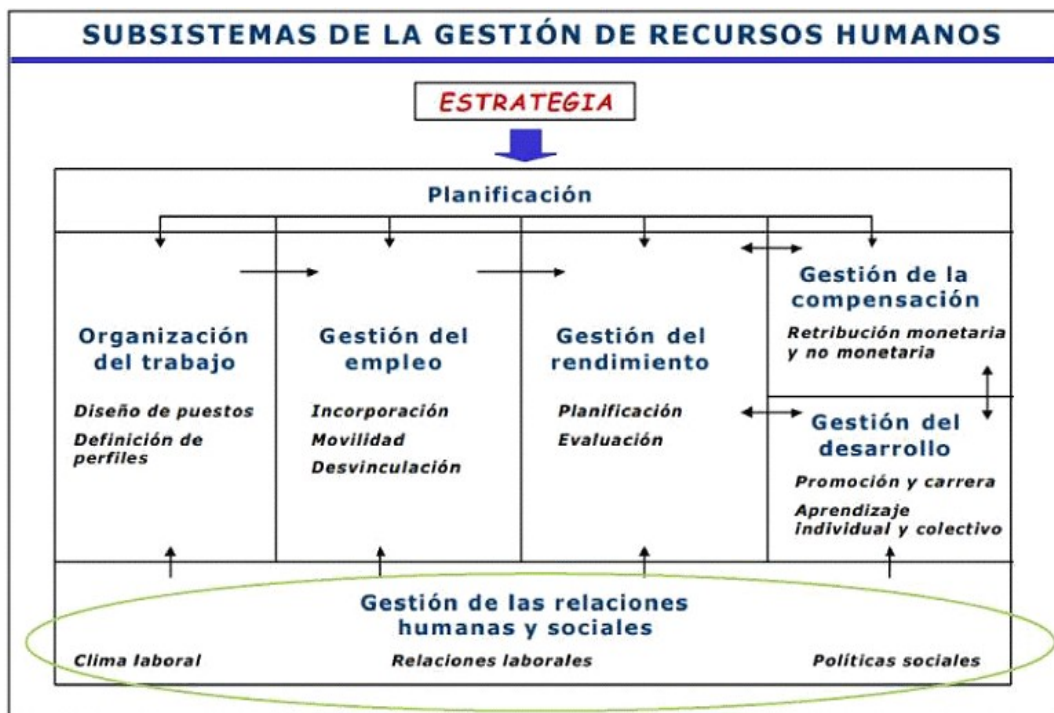 SUBSISTEMAS DE LA GESTIÓN DE RECURSOS HUMANOS
ESTRATEGIA
Planificación
Organización
del trabajo
Diseño de puestos
Definición de
perfiles
Gestión del
empleo
Incorporación
Movilidad
Desvinculación
Gestión del
rendimiento
Planificación
Evaluación
Gestión de la
compensación
Retribución monetaria
y no monetaria
Gestión del
desarrollo
Promoción y carrera
Aprendizaje
individual y colectivo
Gestión de las relaciones
humanas y sociales
Clima laboral
Relaciones laborales
Políticas sociales